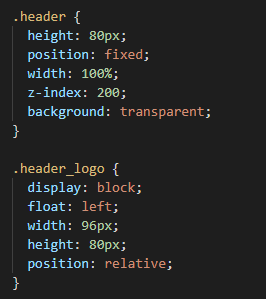 .header {
  height: 80px;
  position: fixed;
  width: 100%;
  z-index: 200;
  background: transparent;
}

.header_logo {
  display: block;
  float: left;
  width: 96px;
  height: 80px;
  position: relative;
}